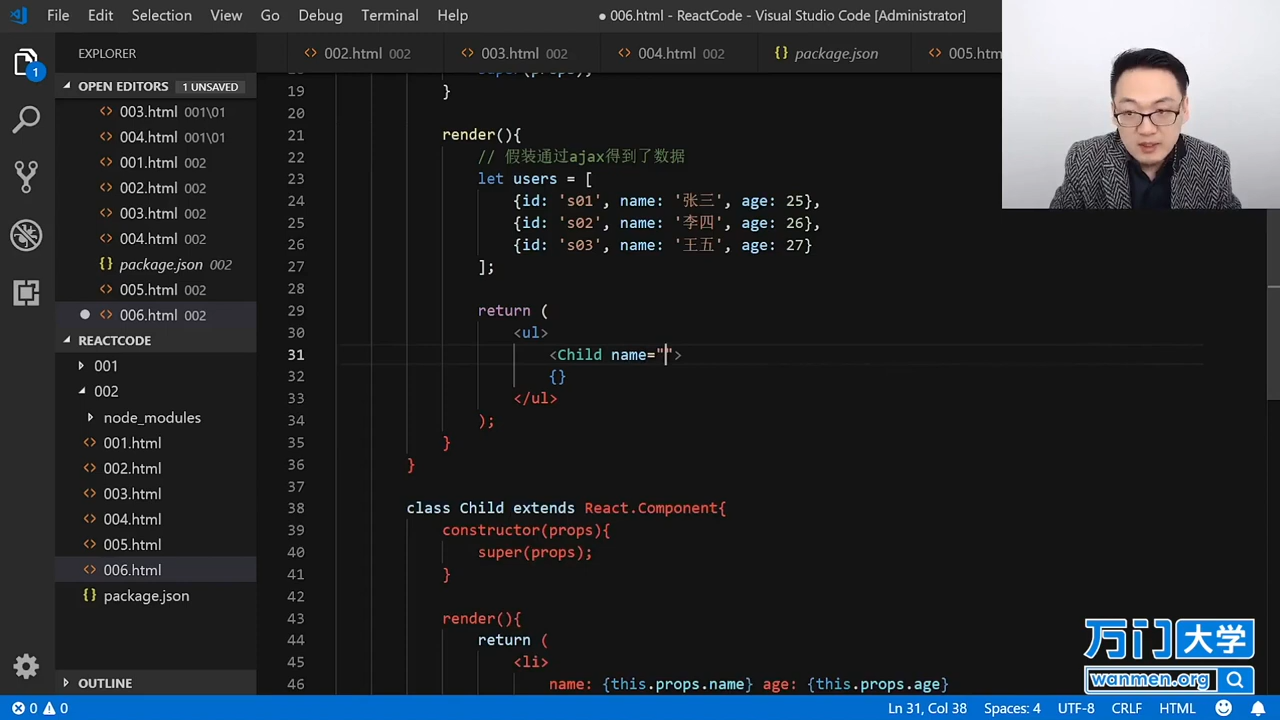 File Edit Selection View Go Debug Terminal Help
● 006.html - ReactCode - Visual Studio Code [Administrator]
EXPLORER
002.html 002
003.html 002
004.html 002
package.json
005.htm
OPEN EDITORS 1 UNSAVED
003.html 001\01
004.html 001\01
001.html 002
002.html 002
003.html 002
004.html 002
package.json 002
005.html 002
006.html 002
REACTCODE
001
002
node_modules
001.html
002.html
003.html
004.html
005.html
006.html
package.json
OUTLINE
1
super(props);
19 }
20
21 render(){
22 // 假装通过ajax得到了数据
23 let users = [
24 {id: 's01', name: '张三', age: 25},
25 {id: 's02', name: '李四', age: 26},
26 {id: 's03', name: '王五', age: 27}
27 ];
28
29 return (
30 <ul>
31 <Child name="">
32 {}
33 </ul>
34 );
35 }
36 }
37
38 class Child extends React.Component{
39 constructor(props){
40 super(props);
41 }
42
43 render(){
44 return (
45 <li>
46 name: {this.props.name} age: {this.props.age}
万门大学
wanmen.org
0 0 Ln 31, Col 38 Spaces: 4 UTF-8 CRLF HTML